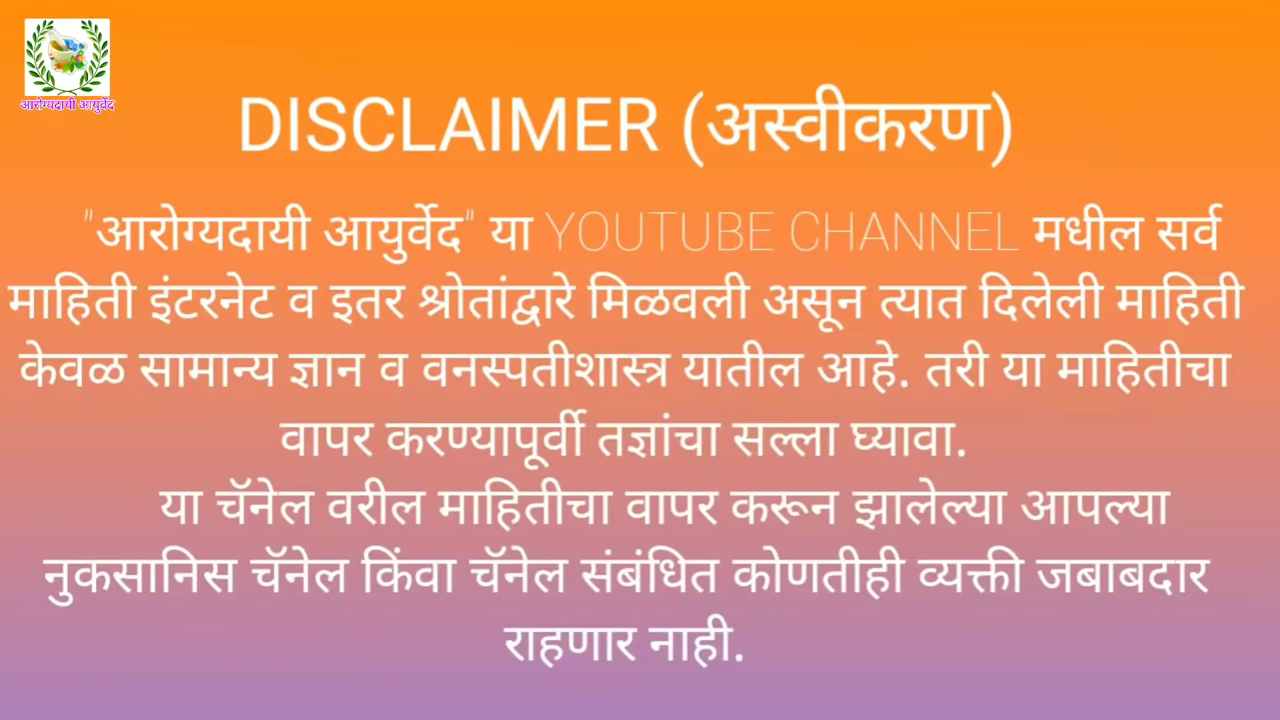 आरोग्यदायी आयुर्वेद
DISCLAIMER (अस्वीकरण)
"आरोग्यदायी आयुर्वेद" या YOUTUBE CHANNEL मधील सर्व
माहिती इंटरनेट व इतर श्रोतांद्वारे मिळवली असून त्यात दिलेली माहिती
केवळ सामान्य ज्ञान व वनस्पतीशास्त्र यातील आहे. तरी या माहितीचा
वापर करण्यापूर्वी तज्ञांचा सल्ला घ्यावा.
या चॅनेल वरील माहितीचा वापर करून झालेल्या आपल्या
नुकसानिस चॅनेल किंवा चॅनेल संबंधित कोणतीही व्यक्ती जबाबदार
राहणार नाही.